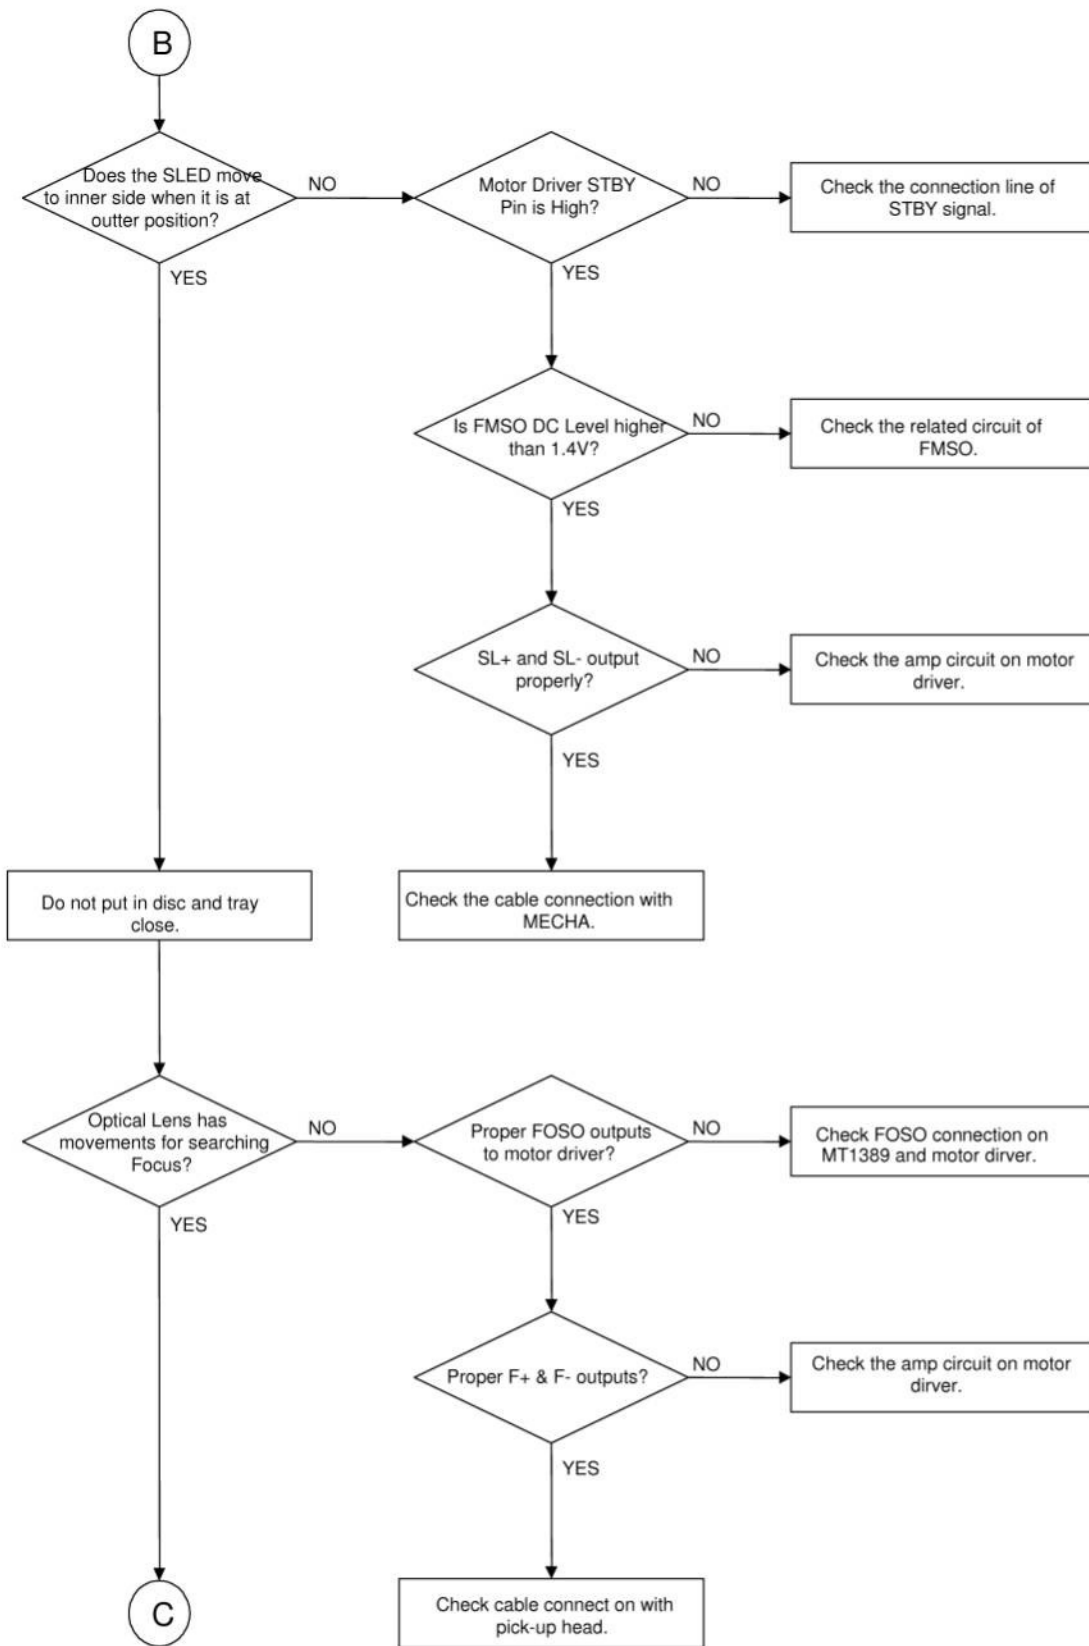 B
Does the SLED move
to inner side when it is at
outter position?
NO
Motor Driver STBY
Pin is High?
NO
Check the connection line of
STBY signal.
YES
YES
Is FMSO DC Level higher
than 1.4V?
NO
Check the related circuit of
FMSO.
YES
SL+ and SL- output
properly?
NO
Check the amp circuit on motor
driver.
YES
Do not put in disc and tray
close.
Check the cable connection with
MECHA.
Optical Lens has
movements for searching
Focus?
NO
Proper FOSO outputs
to motor driver?
NO
Check FOSO connection on
MT1389 and motor dirver.
YES
YES
Proper F+ & F- outputs?
NO
Check the amp circuit on motor
dirver.
YES
C
Check cable connect on with
pick-up head.